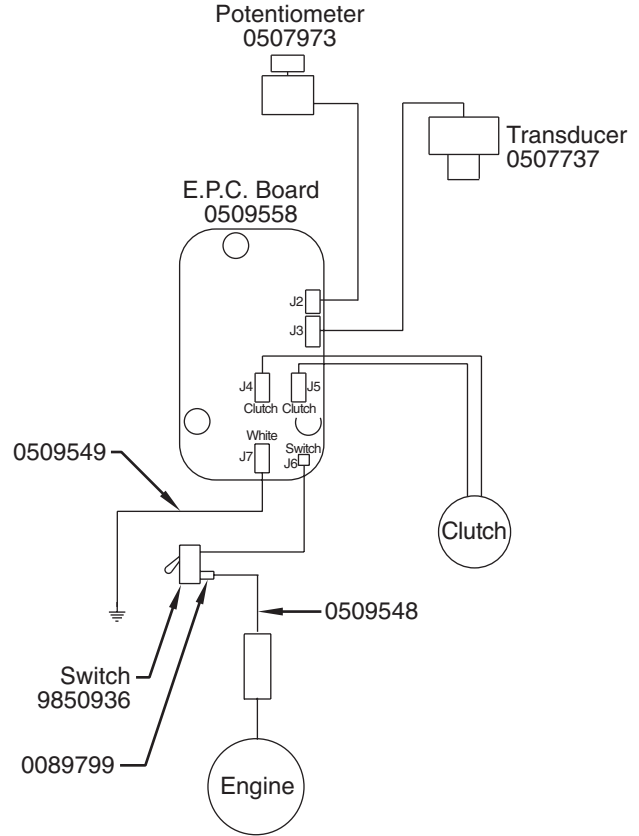 Potentiometer
0507973
Transducer
0507737
E.P.C. Board
0509558
J2
J3
J4
J5
Clutch
Clutch
White
Switch
J7
J6
0509549
Clutch
0509548
Switch
9850936
0089799
Engine